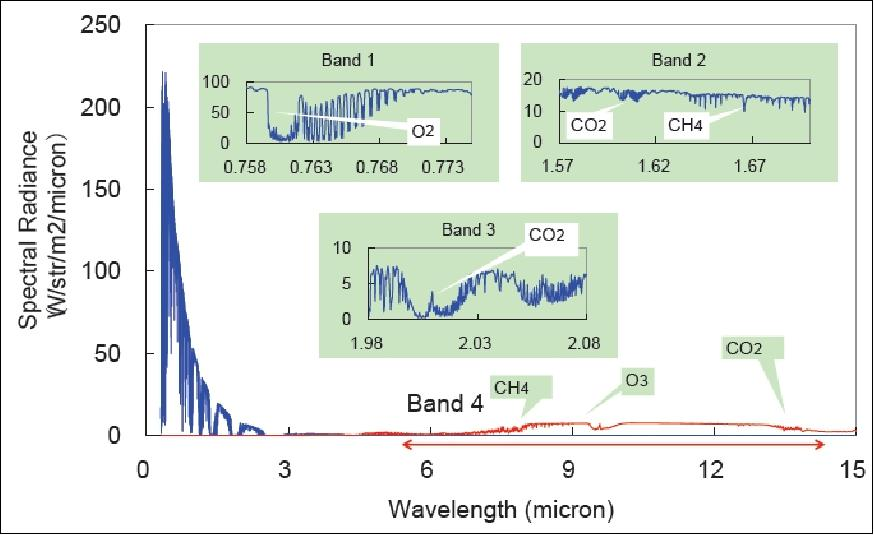 250
200
150
100
50
0
Spectral Radiance
W/str/m2/micron)
Band 1
100
50
0
O2
0.758 0.763 0.768 0.773
Band 2
20
10
0
CO2 CH4
1.57 1.62 1.67
Band 3
10
5
0
CO2
1.98 2.03 2.08
Band 4
CH4
O3
CO2
0 3 6 9 12 15
Wavelength (micron)